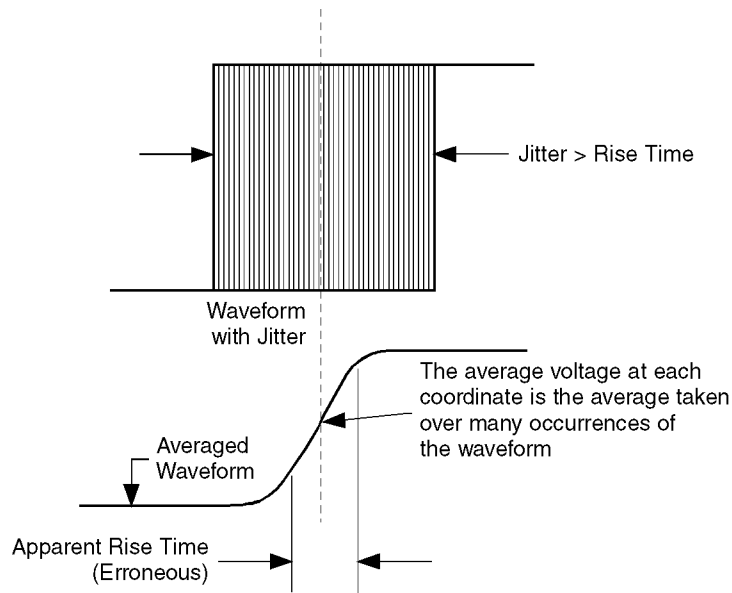 Jitter > Rise Time
Waveform
with Jitter
The average voltage at each
coordinate is the average taken
over many occurrences of
the waveform
Averaged
Waveform
Apparent Rise Time
(Erroneous)